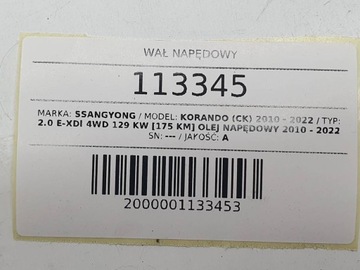 WAŁ NAPĘDOWY
113345
MARKA: SSANGYONG / MODEL: KORANDO (CK) 2010 - 2022 / TYP:
2.0 E-XDI 4WD 129 KW [175 KM] OLEJ NAPĘDOWY 2010 - 2022
SN: --- / JAKOŚĆ: A
2000001133453